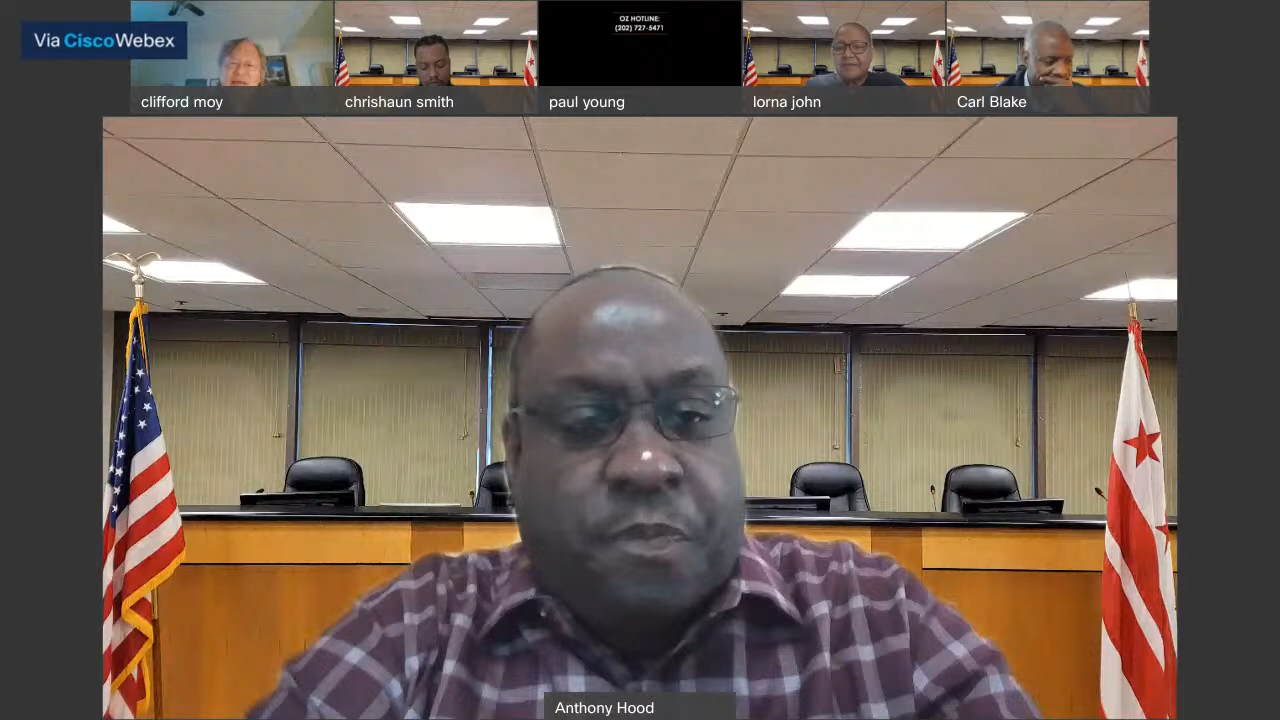 Via CiscoWebex
OZ HOTLINE:
(202) 727-5471
clifford moy
chrishaun smith
paul young
lorna john
Carl Blake
Anthony Hood